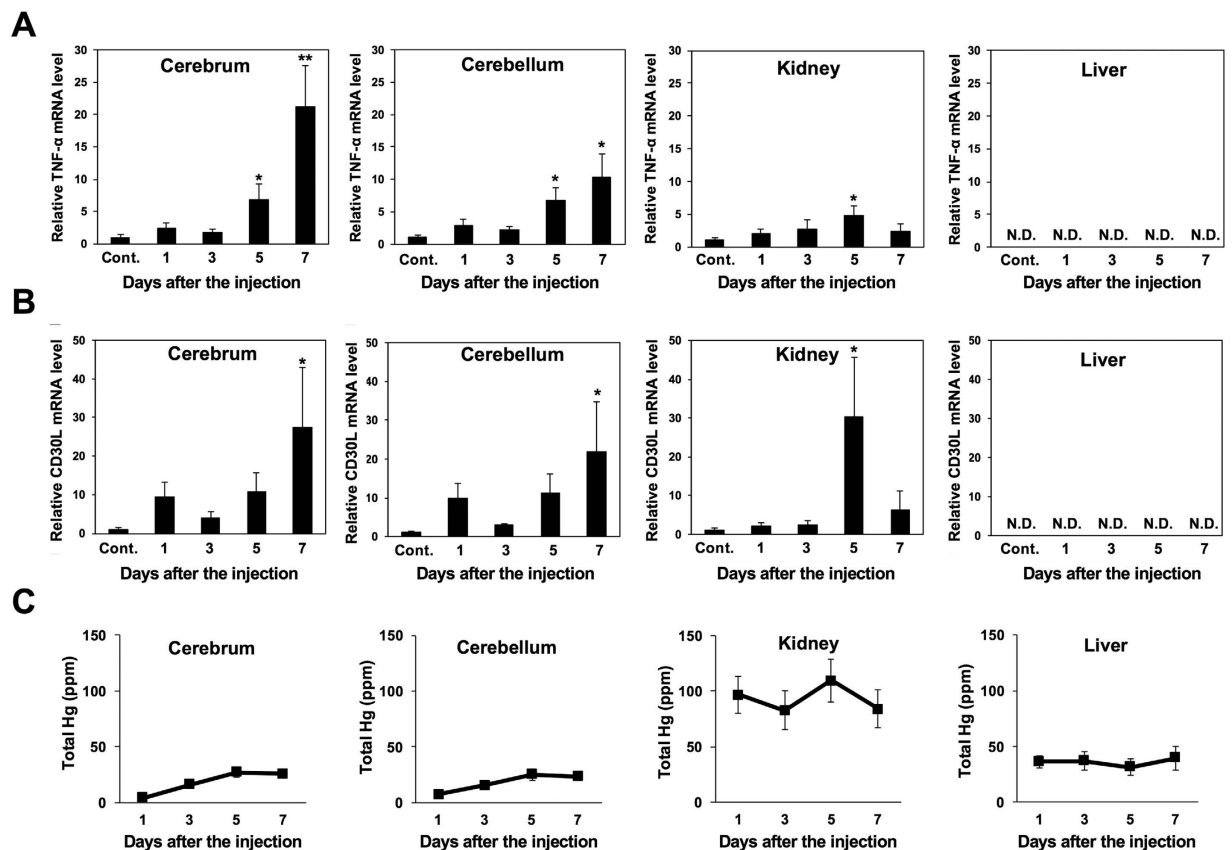 A
Relative TNF-α mRNA level
30
25
20
15
10
5
0
Cerebrum
*
**
Cont. 1 3 5 7
Days after the injection
Relative TNF-α mRNA level
30
25
20
15
10
5
0
Cerebellum
*
*
Cont. 1 3 5 7
Days after the injection
Relative TNF-α mRNA level
30
25
20
15
10
5
0
Kidney
*
Cont. 1 3 5 7
Days after the injection
Relative TNF-α mRNA level
30
25
20
15
10
5
0
Liver
N.D. N.D. N.D. N.D. N.D.
Cont. 1 3 5 7
Days after the injection
B
Relative CD30L mRNA level
50
40
30
20
10
0
Cerebrum
*
Cont. 1 3 5 7
Days after the injection
Relative CD30L mRNA level
50
40
30
20
10
0
Cerebellum
*
Cont. 1 3 5 7
Days after the injection
Relative CD30L mRNA level
50
40
30
20
10
0
Kidney
*
Cont. 1 3 5 7
Days after the injection
Relative CD30L mRNA level
50
40
30
20
10
0
Liver
N.D. N.D. N.D. N.D. N.D.
Cont. 1 3 5 7
Days after the injection
C
Total Hg (ppm)
150
100
50
0
Cerebrum
1 3 5 7
Days after the injection
Total Hg (ppm)
150
100
50
0
Cerebellum
1 3 5 7
Days after the injection
Total Hg (ppm)
150
100
50
0
Kidney
1 3 5 7
Days after the injection
Total Hg (ppm)
150
100
50
0
Liver
1 3 5 7
Days after the injection